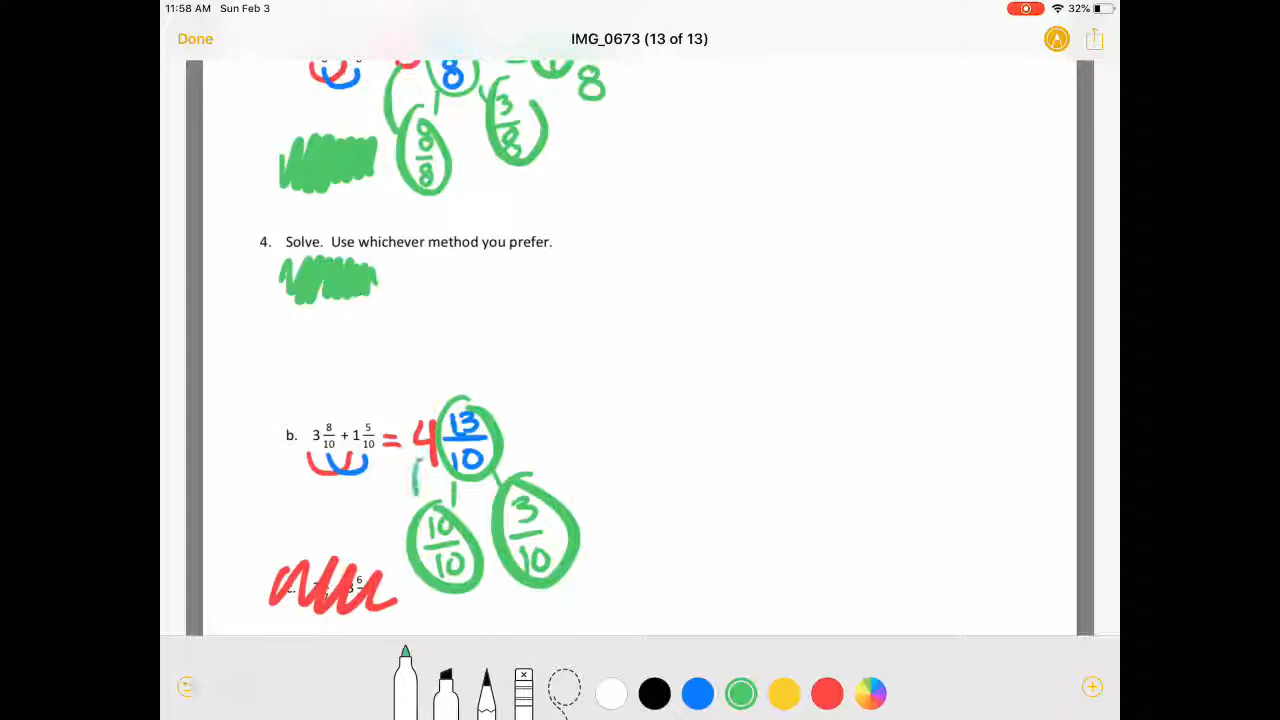 11:58 AM Sun Feb 3 32%
Done IMG_0673 (13 of 13)
8 8
8/8 3/8
4. Solve. Use whichever method you prefer.
b. 3 8/10 + 1 5/10 = 4 13/10
10/10 3/10
6